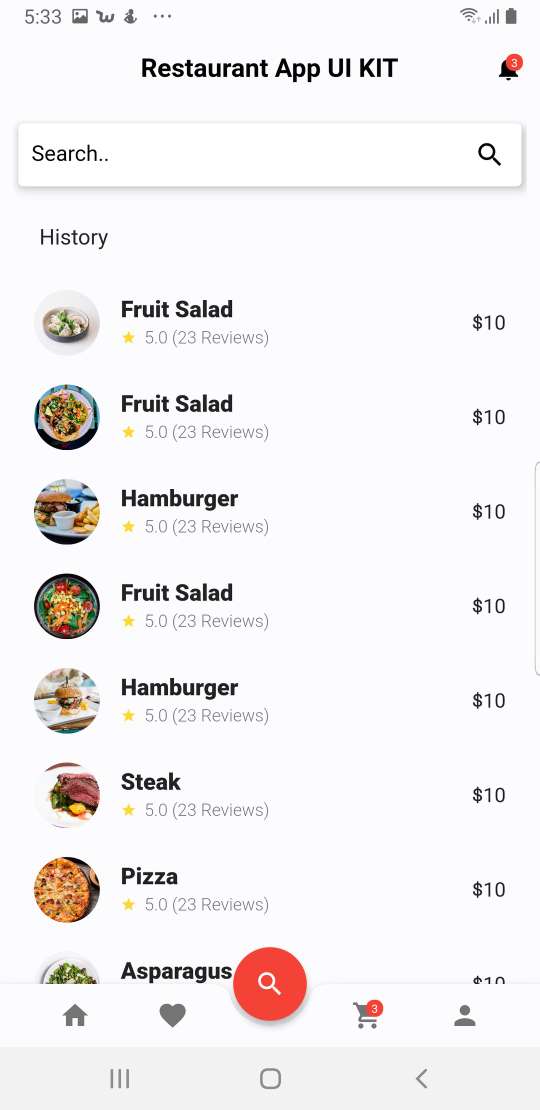 5:33
Restaurant App UI KIT
3
Search..
History
Fruit Salad
5.0 (23 Reviews)
$10
Fruit Salad
5.0 (23 Reviews)
$10
Hamburger
5.0 (23 Reviews)
$10
Fruit Salad
5.0 (23 Reviews)
$10
Hamburger
5.0 (23 Reviews)
$10
Steak
5.0 (23 Reviews)
$10
Pizza
5.0 (23 Reviews)
$10
Asparagus
$10
3